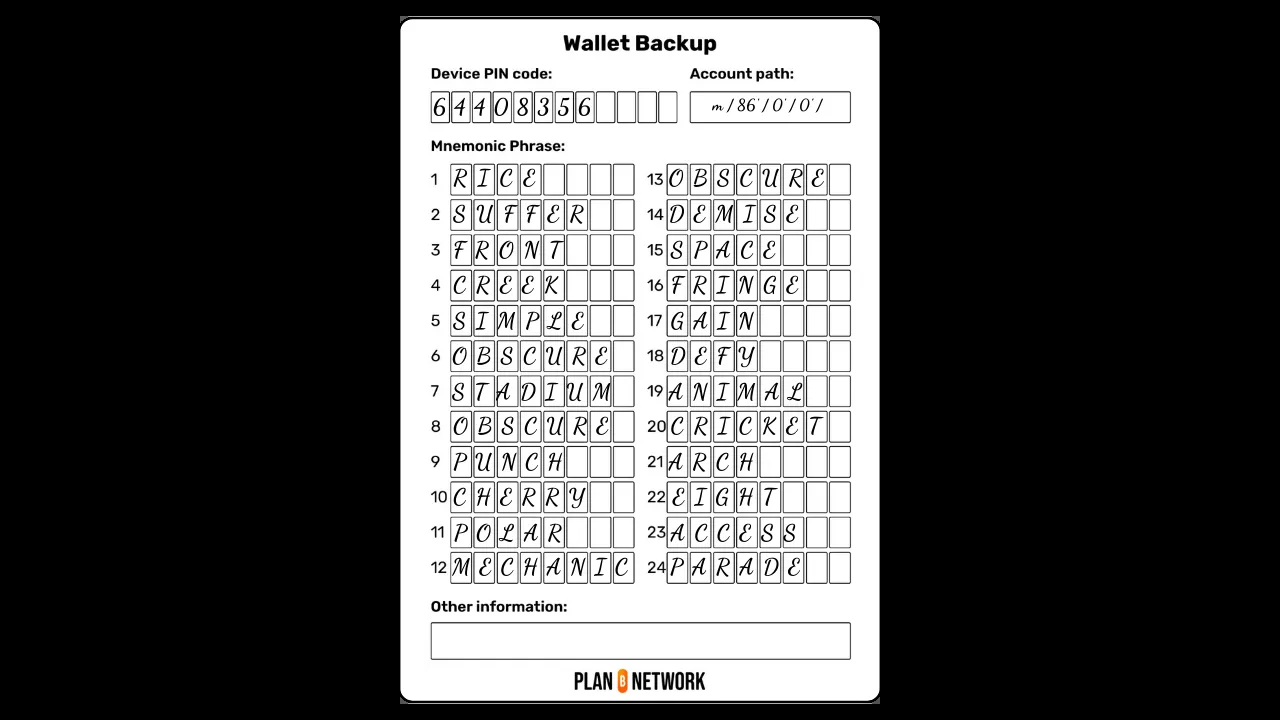 Wallet Backup
Device PIN code: Account path:
64408356 m / 86' / 0' / 0' /
Mnemonic Phrase:
1 RICE 13 OBSCURE
2 SUFFER 14 DEMISE
3 FRONT 15 SPACE
4 CREEK 16 FRINGE
5 SIMPLE 17 GAIN
6 OBSCURE 18 DEFY
7 STADIUM 19 ANIMAL
8 OBSCURE 20 CRICKET
9 PUNCH 21 ARCH
10 CHERRY 22 EIGHT
11 POLAR 23 ACCESS
12 MECHANIC 24 PARADE
Other information:
PLAN B NETWORK